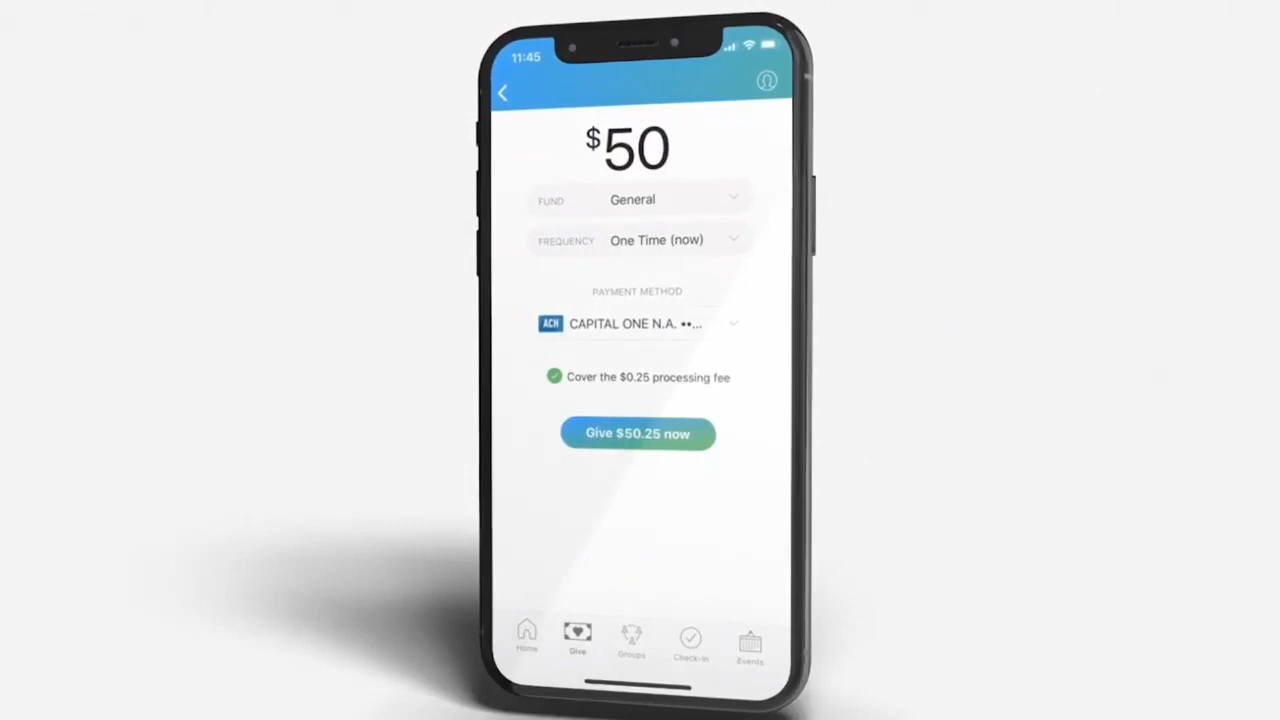 11:45
$50
FUND General
FREQUENCY One Time (now)
PAYMENT METHOD
ACH CAPITAL ONE N.A. ••...
Cover the $0.25 processing fee
Give $50.25 now
Home Give Groups Check-In Events